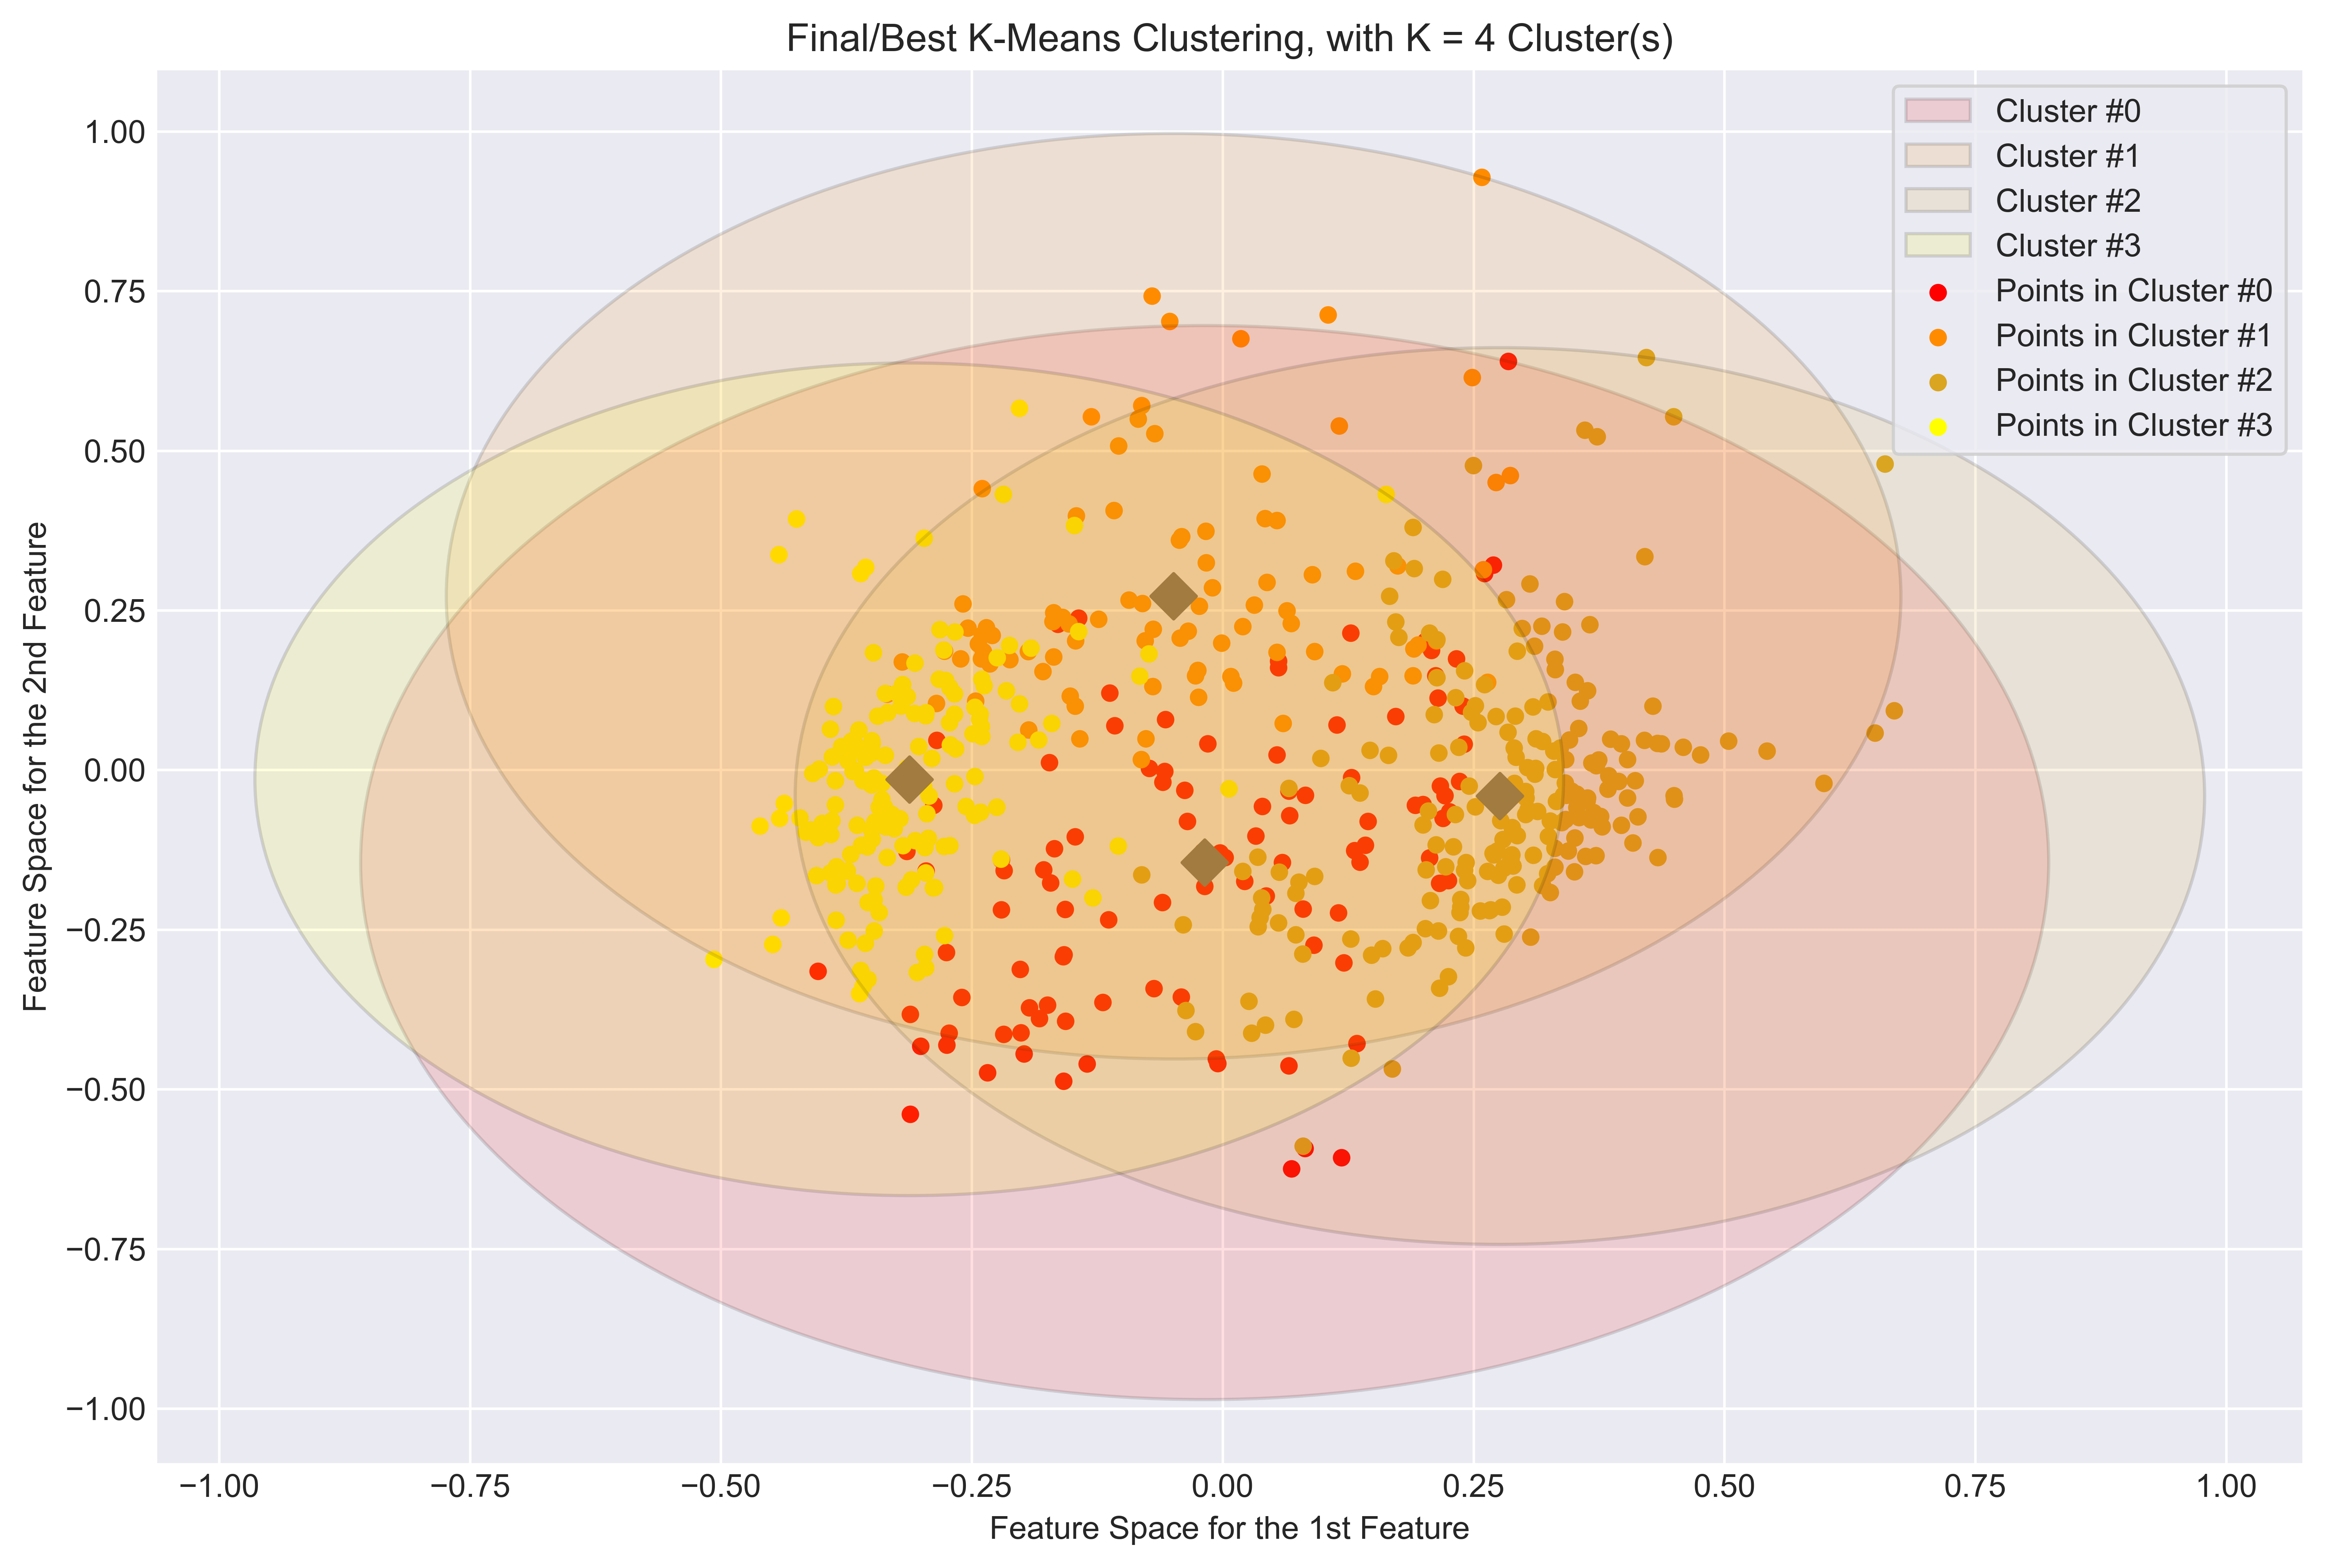 Final/Best K-Means Clustering, with K = 4 Cluster(s)
Cluster #0
Cluster #1
Cluster #2
Cluster #3
Points in Cluster #0
Points in Cluster #1
Points in Cluster #2
Points in Cluster #3
1.00
0.75
0.50
0.25
0.00
−0.25
−0.50
−0.75
−1.00
Feature Space for the 2nd Feature
−1.00 −0.75 −0.50 −0.25 0.00 0.25 0.50 0.75 1.00
Feature Space for the 1st Feature